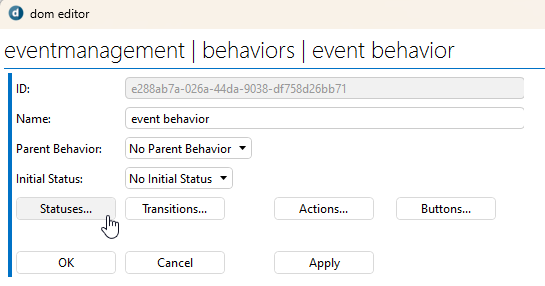 dom editor
eventmanagement | behaviors | event behavior
ID: e288ab7a-026a-44da-9038-df758d26bb71
Name: event behavior
Parent Behavior: No Parent Behavior
Initial Status: No Initial Status
Statuses... Transitions... Actions... Buttons...
OK Cancel Apply